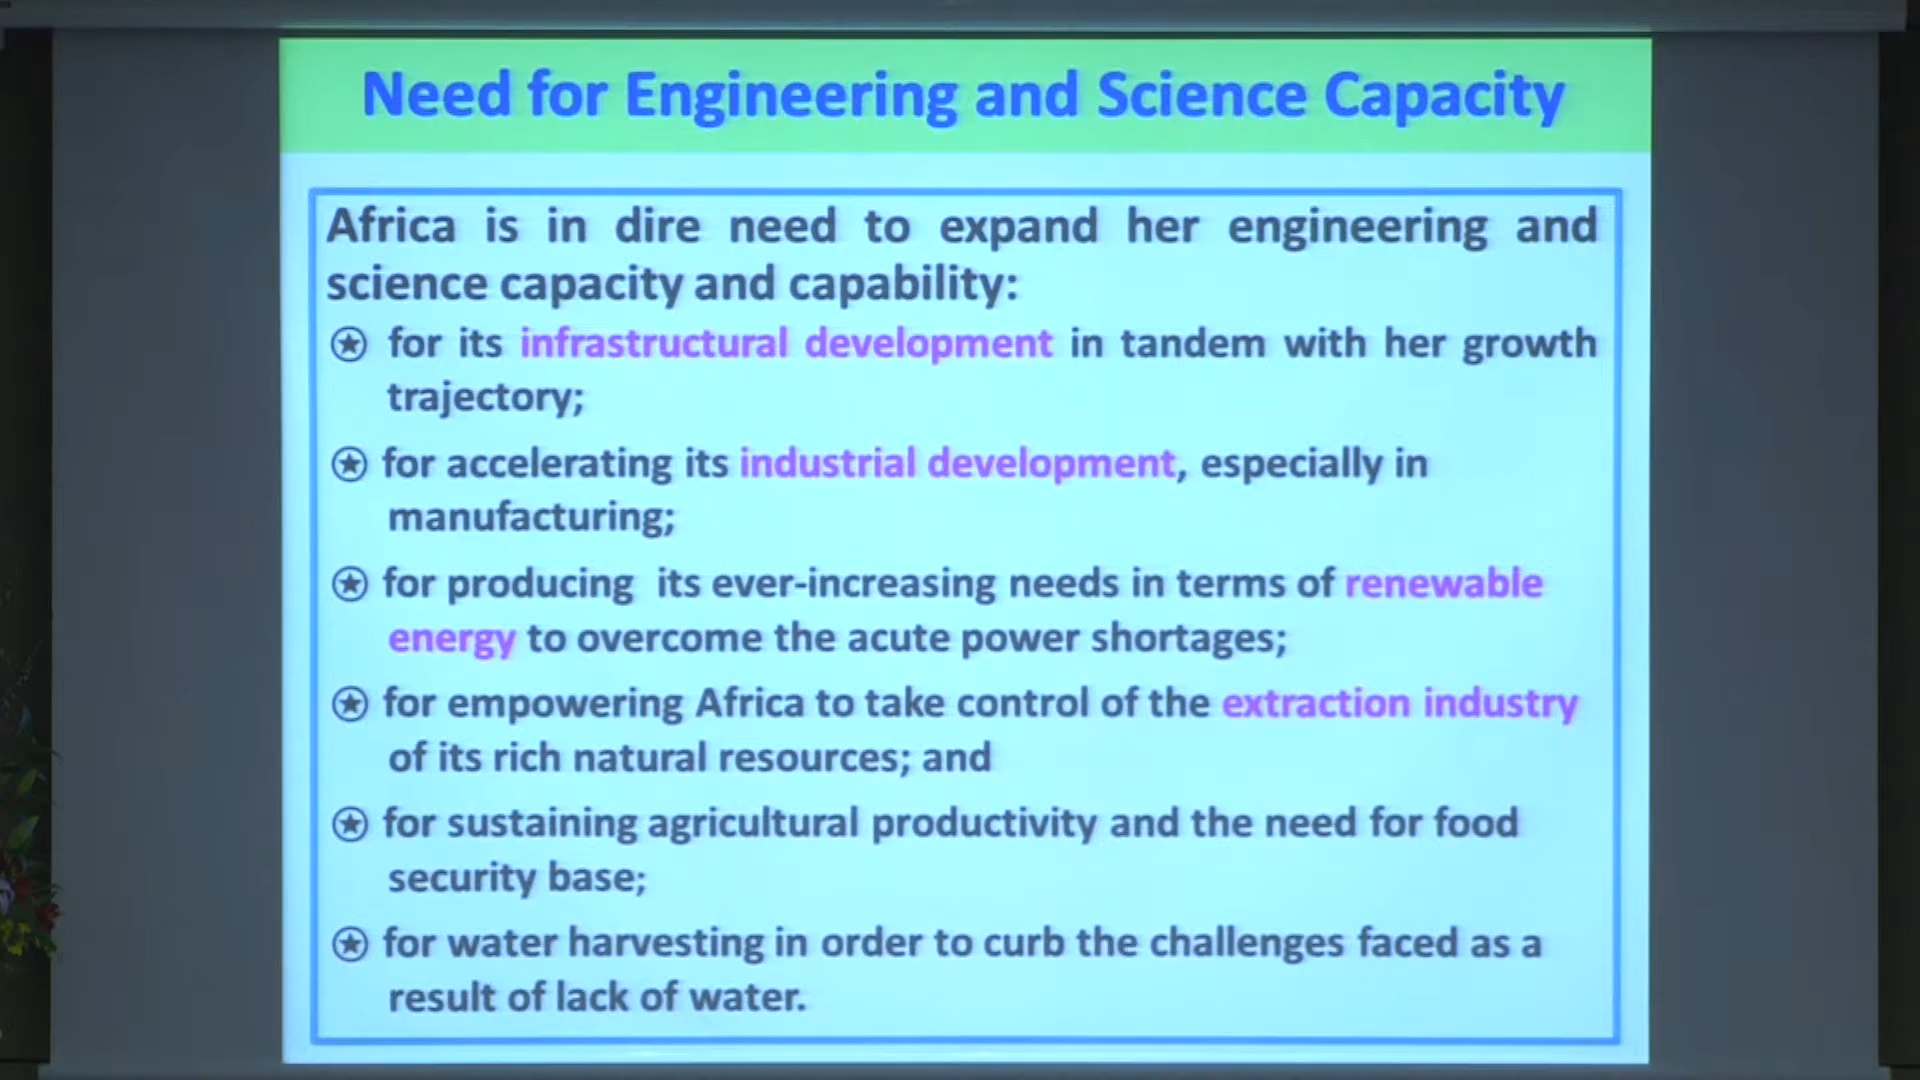 Need for Engineering and Science Capacity
Africa is in dire need to expand her engineering and
science capacity and capability:
for its infrastructural development in tandem with her growth
trajectory;
for accelerating its industrial development, especially in
manufacturing;
for producing its ever-increasing needs in terms of renewable
energy to overcome the acute power shortages;
for empowering Africa to take control of the extraction industry
of its rich natural resources; and
for sustaining agricultural productivity and the need for food
security base;
for water harvesting in order to curb the challenges faced as a
result of lack of water.